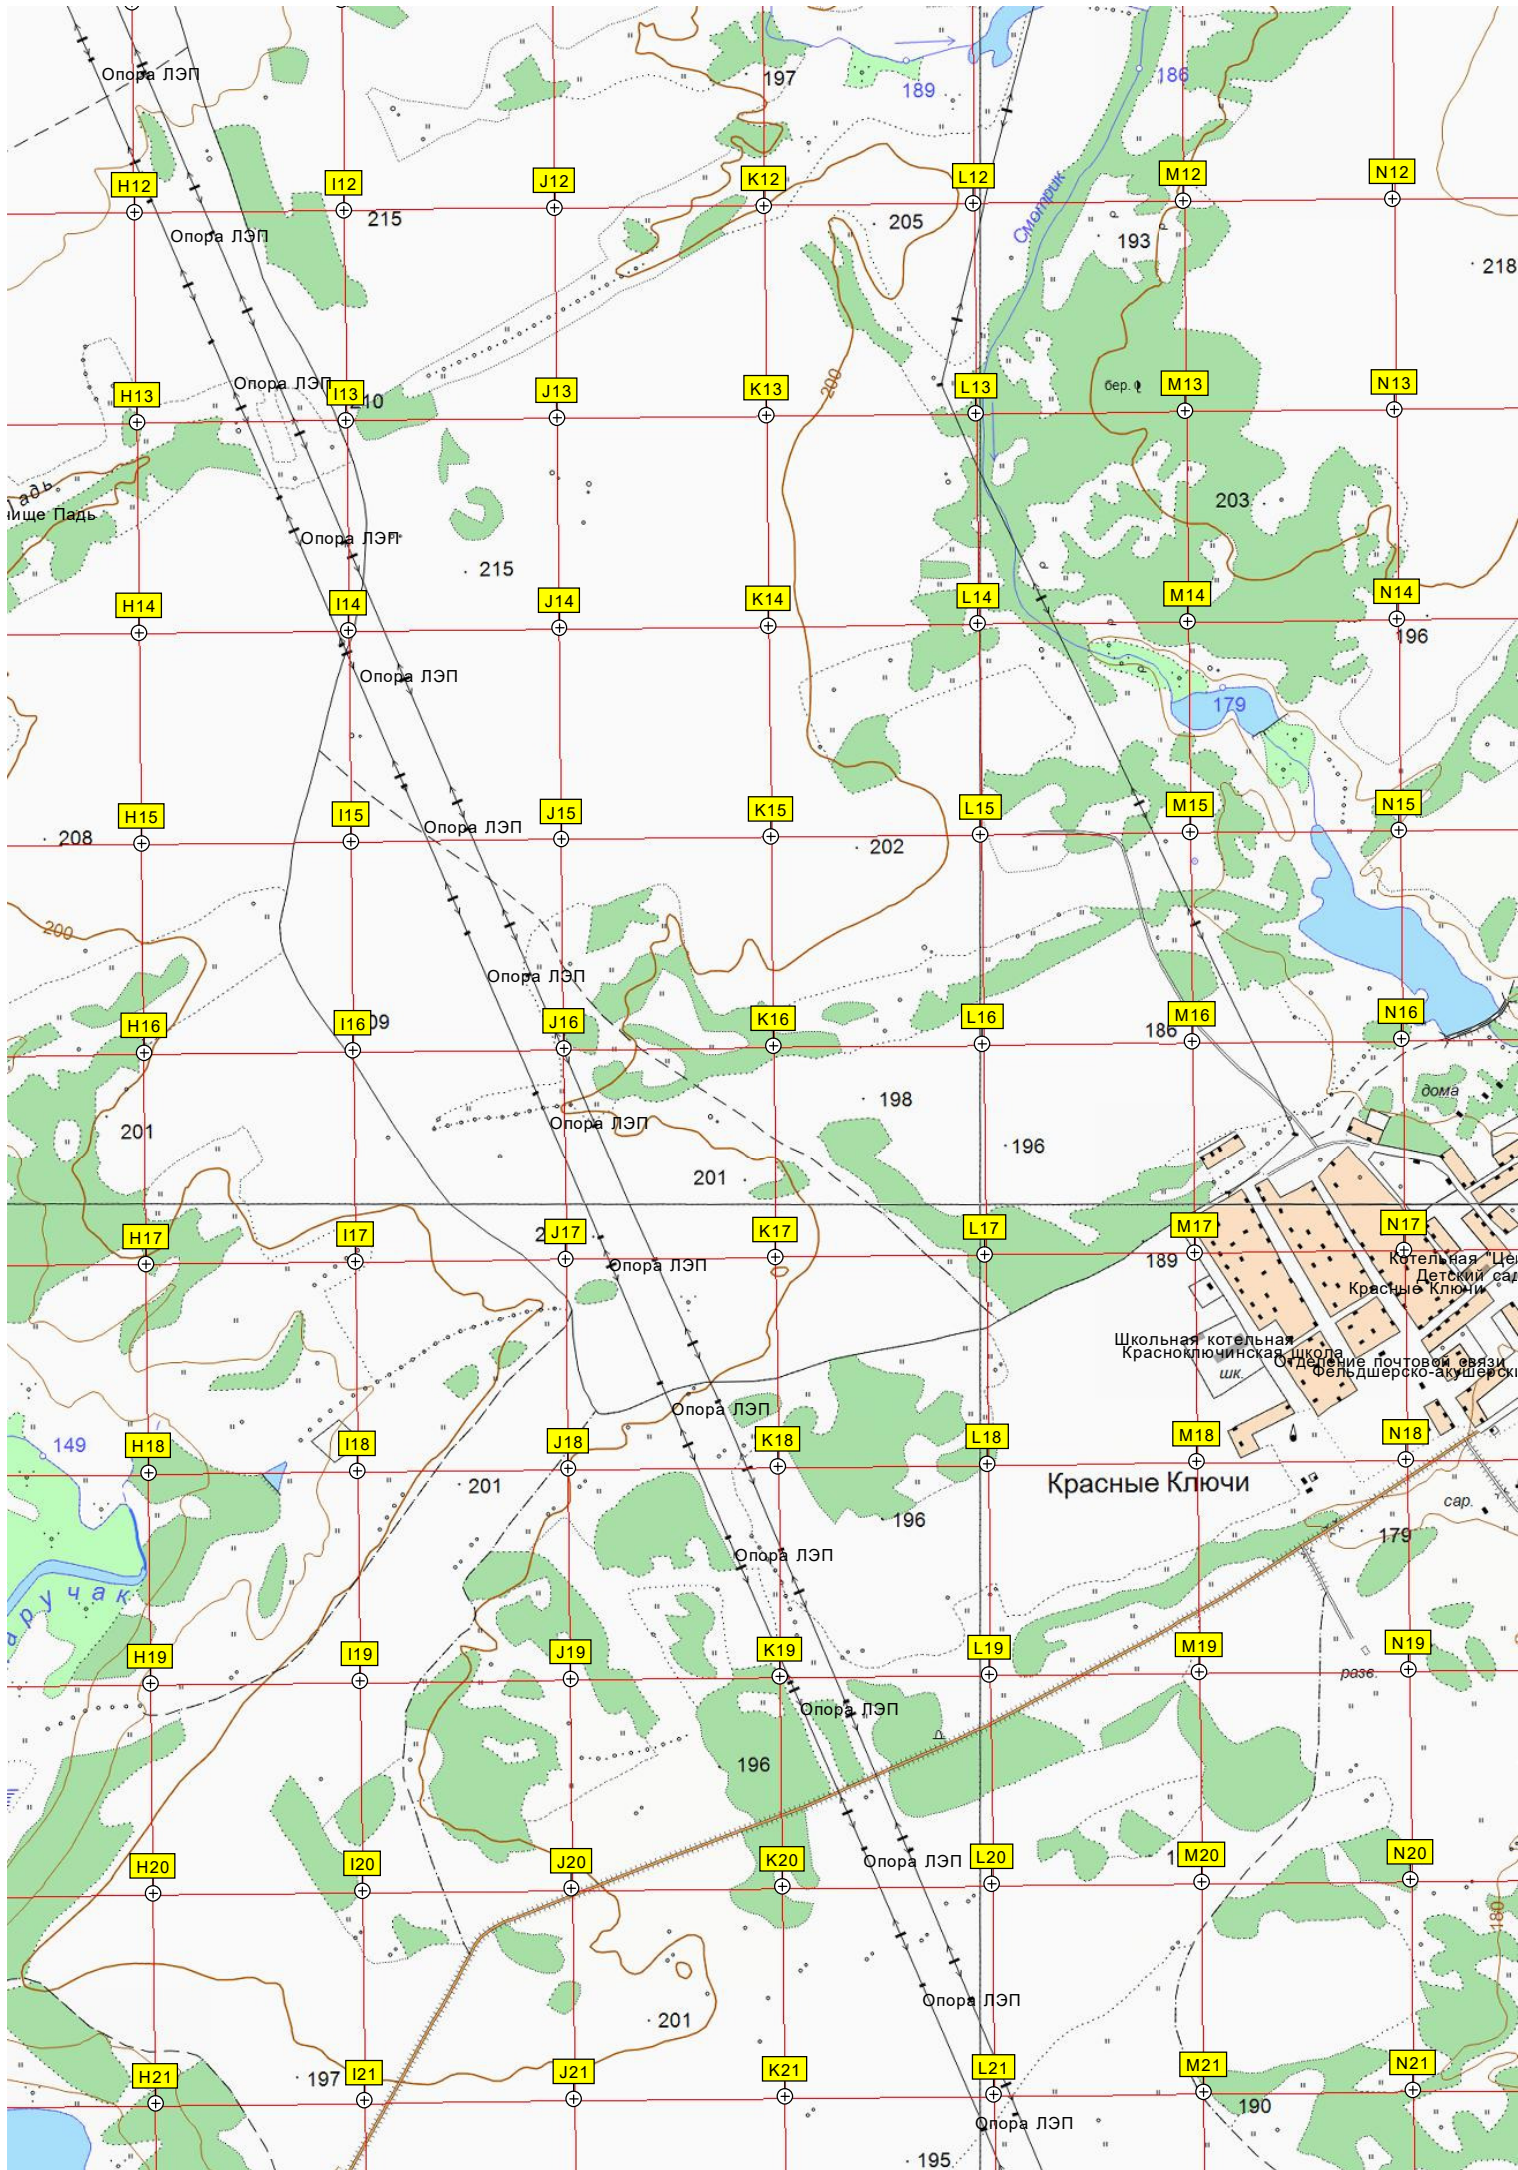 Опора ЛЭП
197
189
186
H12
I12
J12
K12
L12
M12
N12
215
205
Смотрик
193
218
Опора ЛЭП
Опора ЛЭП
200
бер.
H13
I13
J13
K13
L13
M13
N13
210
203
Падь
Опора ЛЭП
215
H14
I14
J14
K14
L14
M14
N14
196
Опора ЛЭП
179
H15
I15
J15
K15
L15
M15
N15
208
Опора ЛЭП
202
200
Опора ЛЭП
H16
I16
J16
K16
L16
M16
N16
09
186
дома
198
201
Опора ЛЭП
196
201
H17
I17
J17
K17
L17
M17
N17
189
Опора ЛЭП
Котельная "Це
Детский сад
Красные Ключи
Школьная котельная
Красноключинская школа
Отделение почтовой связи
Фельдшерско-акушерски
шк.
Опора ЛЭП
149
H18
I18
J18
K18
L18
M18
N18
201
Красные Ключи
196
сар.
179
Опора ЛЭП
аручак
H19
I19
J19
K19
L19
M19
N19
разв.
Опора ЛЭП
196
H20
I20
J20
K20
L20
M20
N20
Опора ЛЭП
180
Опора ЛЭП
201
197
H21
I21
J21
K21
L21
M21
N21
190
Опора ЛЭП
195